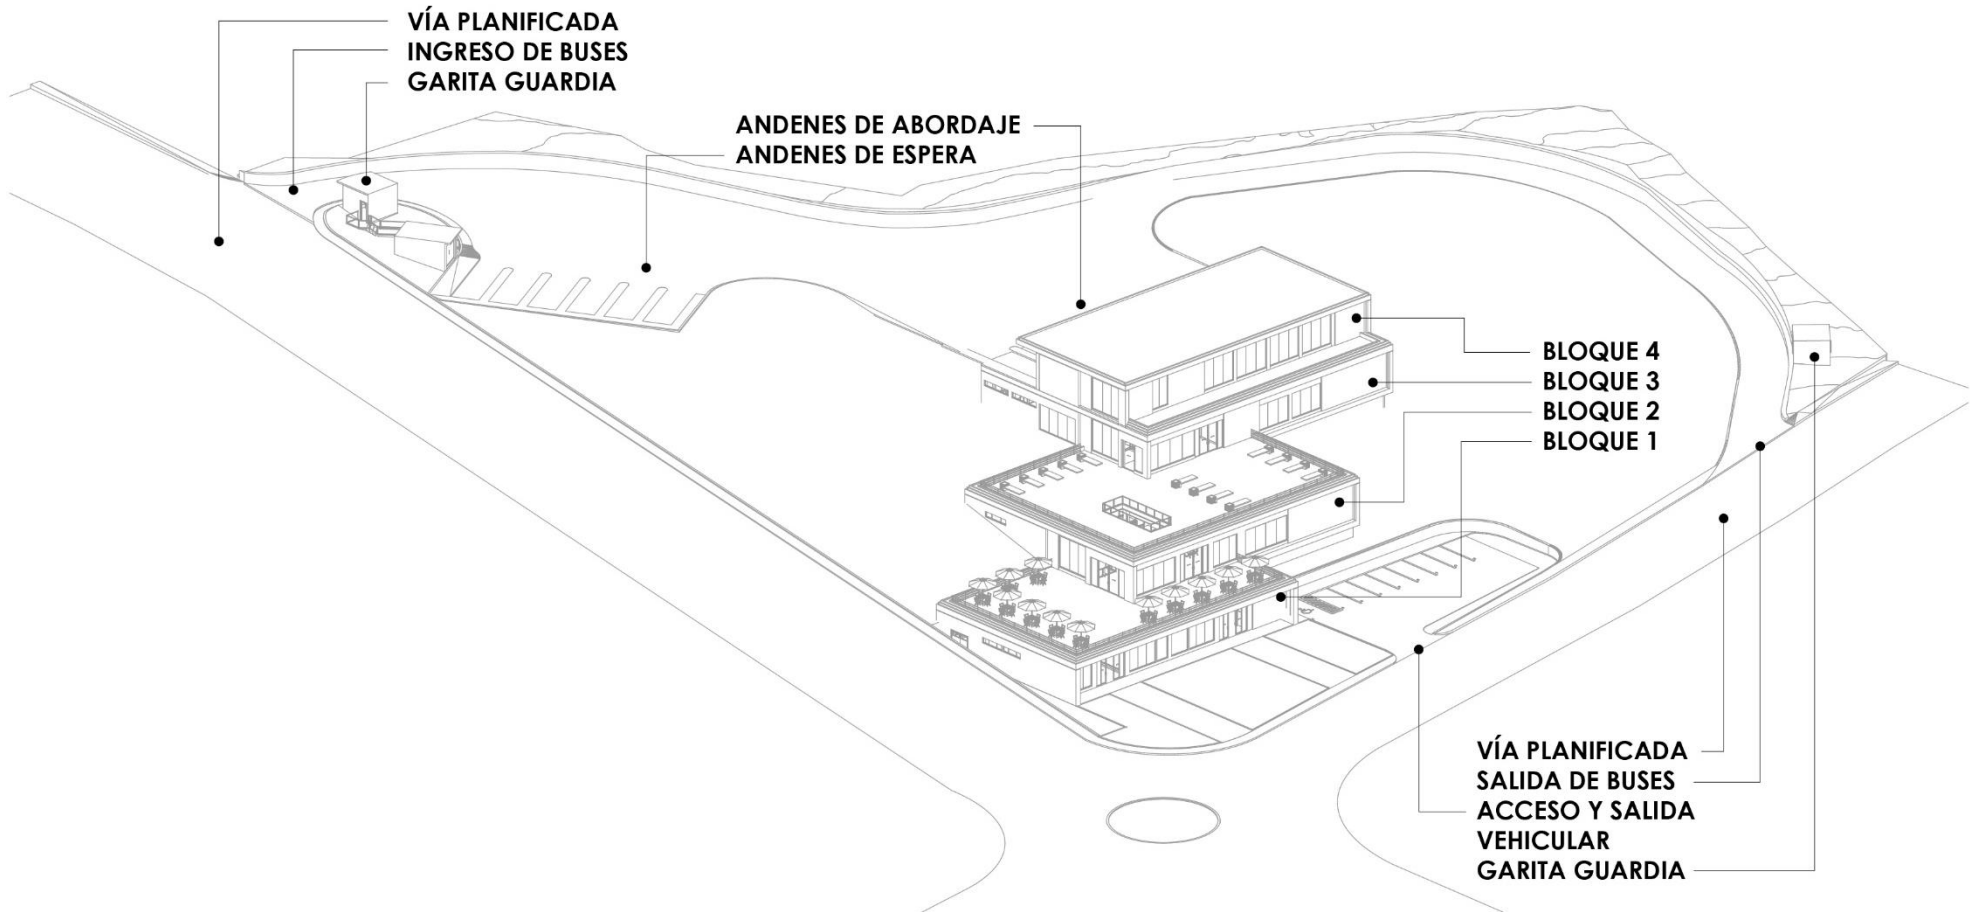 VÍA PLANIFICADA
INGRESO DE BUSES
GARITA GUARDIA
ANDENES DE ABORDAJE
ANDENES DE ESPERA
BLOQUE 4
BLOQUE 3
BLOQUE 2
BLOQUE 1
VÍA PLANIFICADA
SALIDA DE BUSES
ACCESO Y SALIDA
VEHICULAR
GARITA GUARDIA